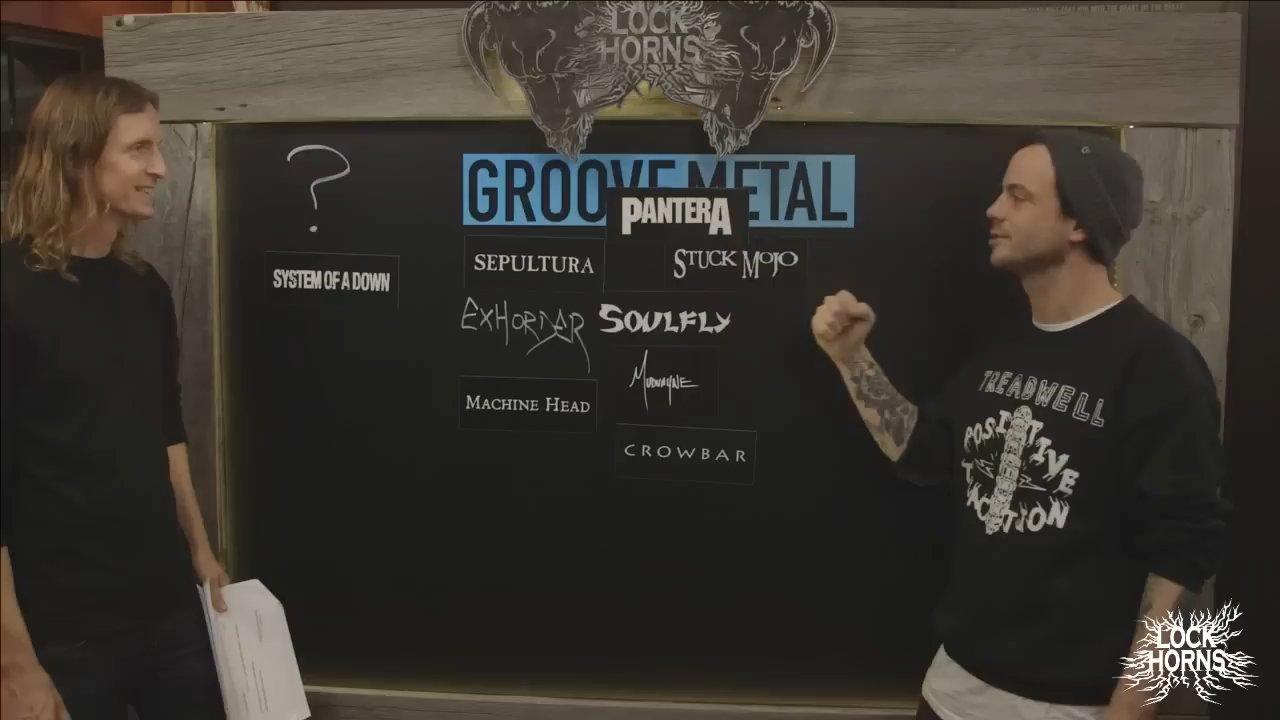 LOCK
HORNS
?
GROOVE METAL
PANTERA
SEPULTURA
STUCK MOJO
SYSTEM OF A DOWN
EXHORDER
SOULFLY
MUDVAYNE
MACHINE HEAD
CROWBAR
TREADWELL
POSITIVE
TRACTION
LOCK
HORNS